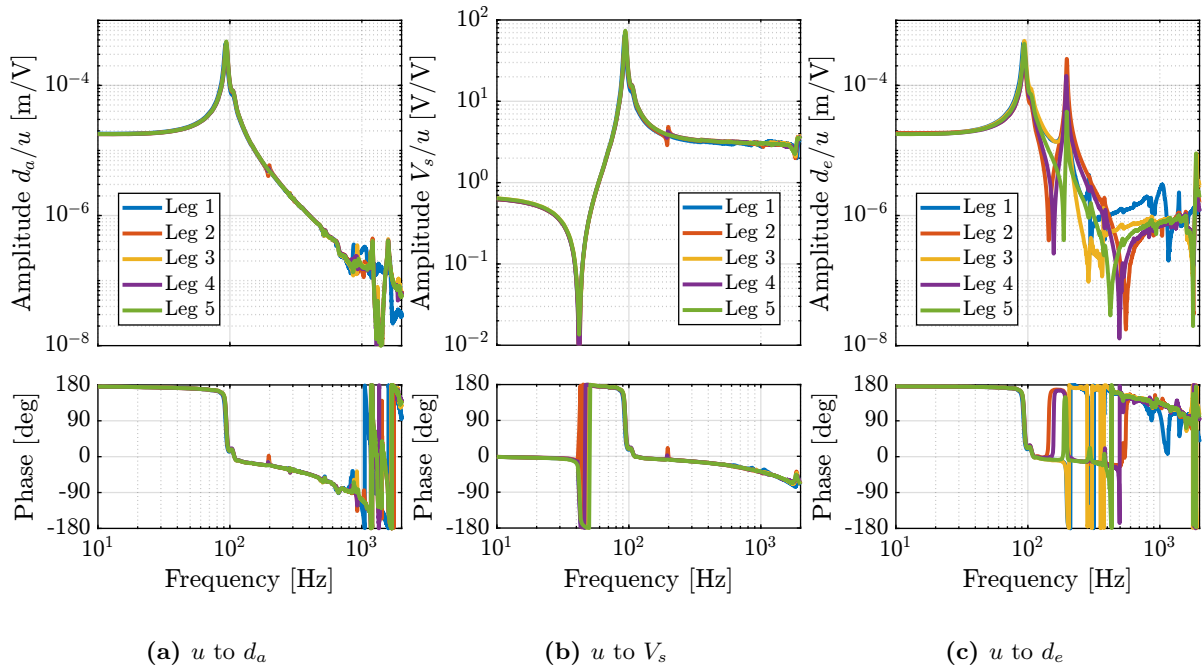 Amplitude d_a/u [m/V]
10^−4
10^−6
10^−8
Leg 1
Leg 2
Leg 3
Leg 4
Leg 5
Phase [deg]
180
90
0
-90
-180
10^1
10^2
10^3
Frequency [Hz]
(a) u to d_a
Amplitude V_s/u [V/V]
10^2
10^1
10^0
10^−1
10^−2
Leg 1
Leg 2
Leg 3
Leg 4
Leg 5
Phase [deg]
180
90
0
-90
-180
10^1
10^2
10^3
Frequency [Hz]
(b) u to V_s
Amplitude d_e/u [m/V]
10^−4
10^−6
10^−8
Leg 1
Leg 2
Leg 3
Leg 4
Leg 5
Phase [deg]
180
90
0
-90
-180
10^1
10^2
10^3
Frequency [Hz]
(c) u to d_e